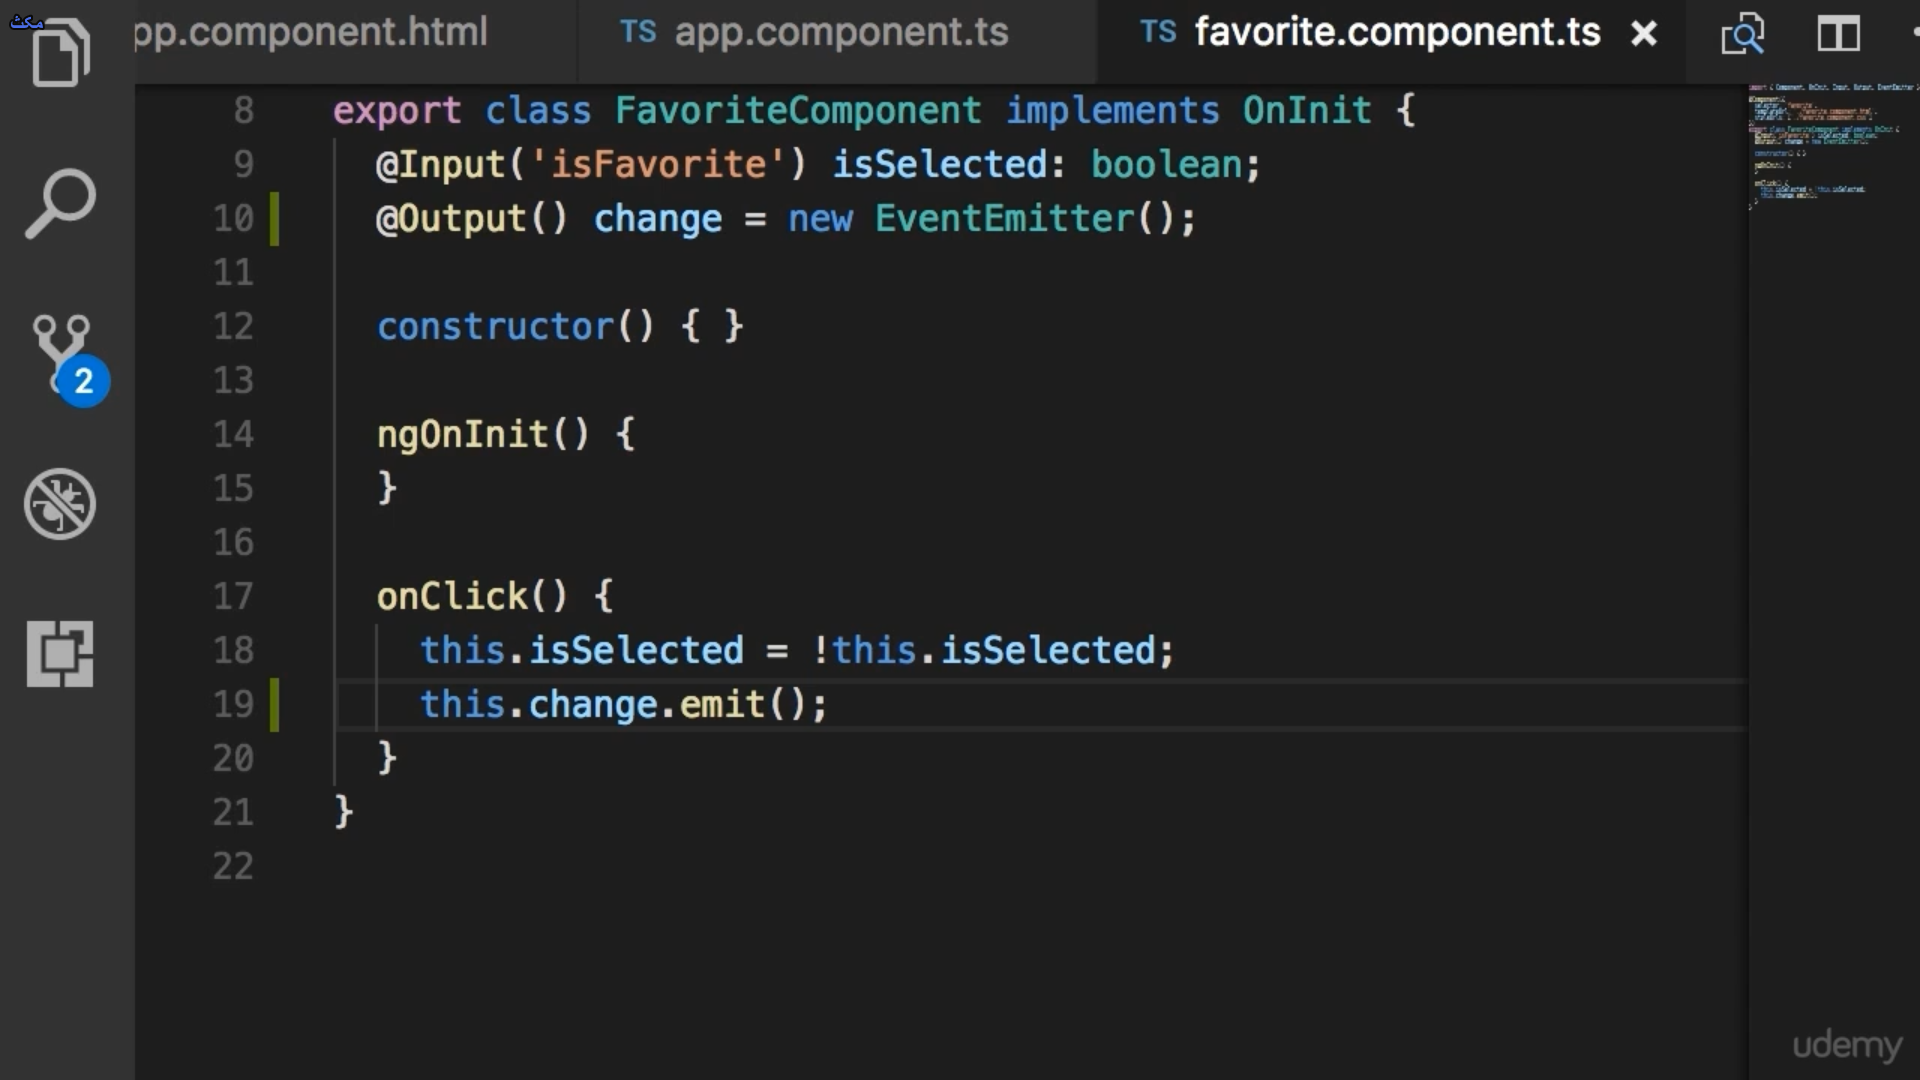 مكث
pp.component.html
TS app.component.ts
TS favorite.component.ts
8 export class FavoriteComponent implements OnInit {
9 @Input('isFavorite') isSelected: boolean;
10 @Output() change = new EventEmitter();
11
12 constructor() { }
13
14 ngOnInit() {
15 }
16
17 onClick() {
18 this.isSelected = !this.isSelected;
19 this.change.emit();
20 }
21 }
22
2
udemy